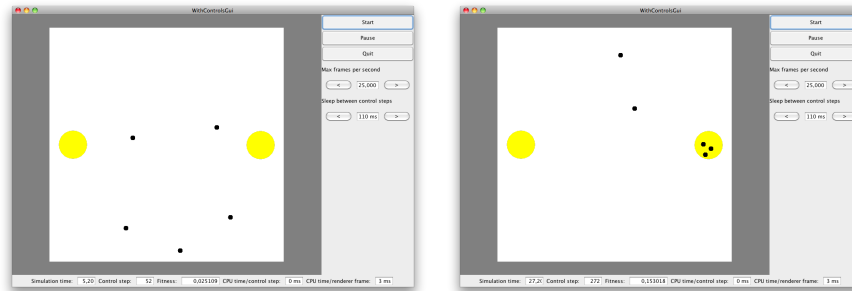 WithControlsGui
Start
Pause
Quit
Max frames per second
< 25,000 >
Sleep between control steps
< 110 ms >
Simulation time: 5,20 Control step: 52 Fitness: 0,025109 CPU time/control step: 0 ms CPU time/renderer frame: 3 ms
WithControlsGui
Start
Pause
Quit
Max frames per second
< 25,000 >
Sleep between control steps
< 110 ms >
Simulation time: 27,2( Control step: 272 Fitness: 0,153018 CPU time/control step: 0 ms CPU time/renderer frame: 3 ms